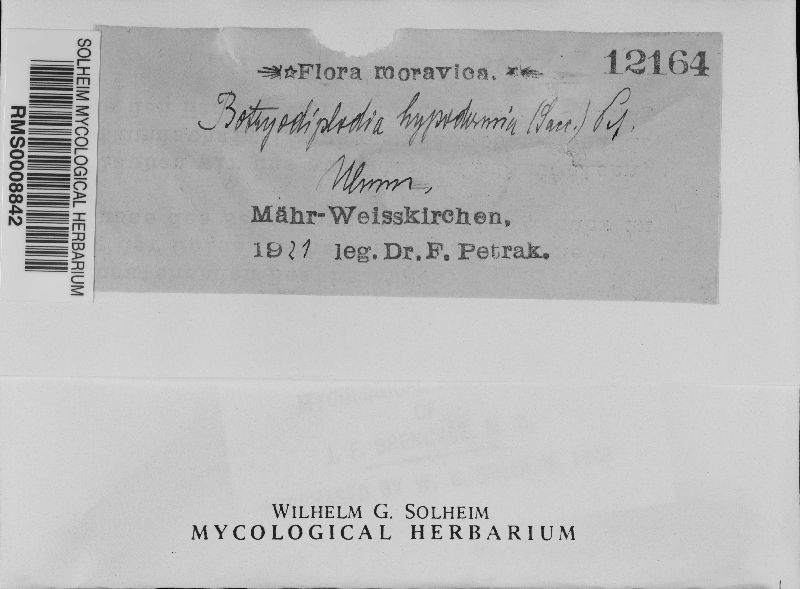 SOLHEIM MYCOLOGICAL HERBARIUM
RMS0008842
12164
Flora moravica.
Botryodiplodia hypodermia (Sacc.) Pet.
Ulmus,
Mähr-Weisskirchen,
1921 leg. Dr. F. Petrak.
WILHELM G. SOLHEIM
MYCOLOGICAL HERBARIUM